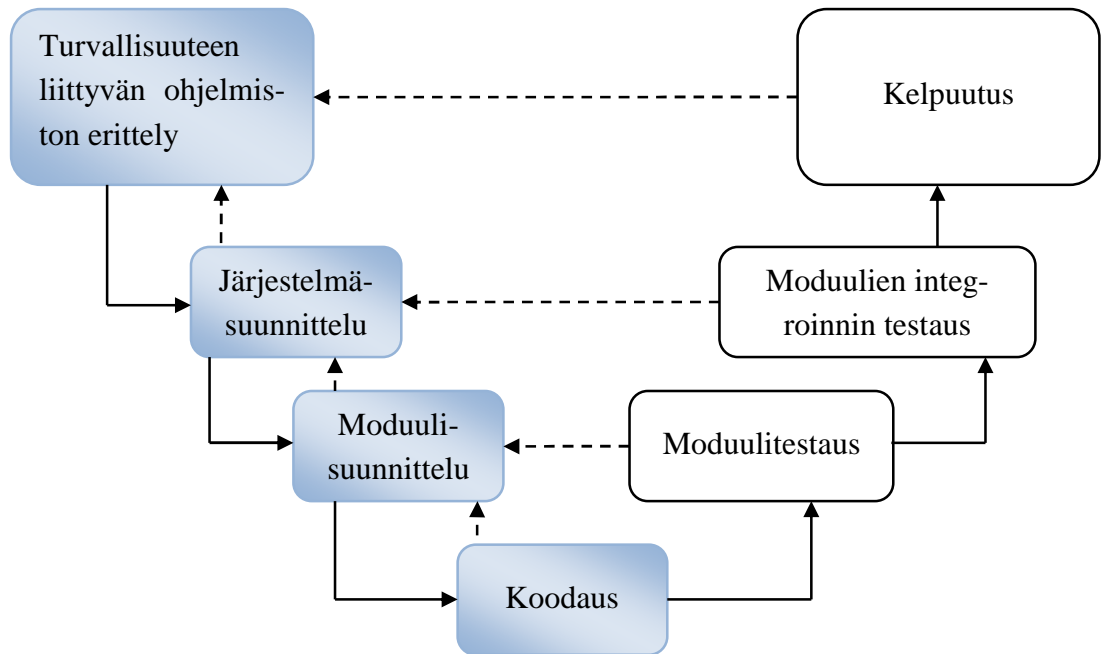 Turvallisuuteen
liittyvän ohjelmis-
ton erittely
Kelpuutus
Järjestelmä-
suunnittelu
Moduulien integ-
roinnin testaus
Moduuli-
suunnittelu
Moduulitestaus
Koodaus